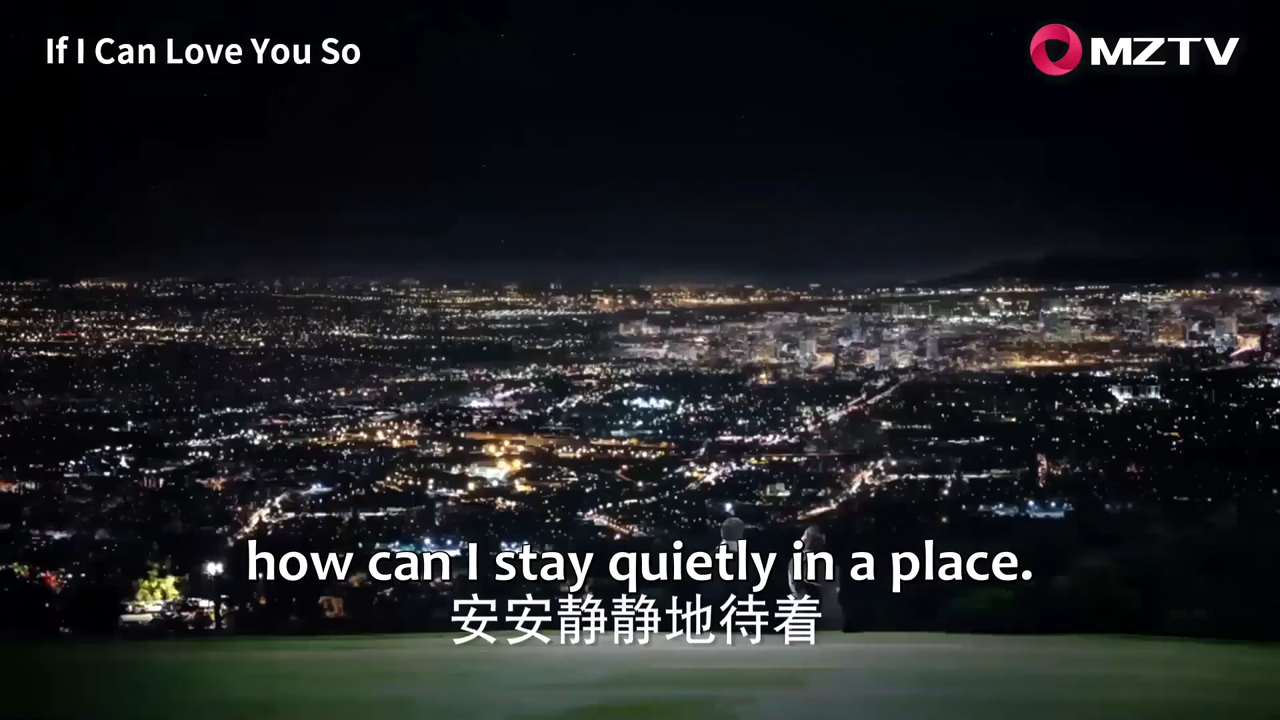 If I Can Love You So
MZTV
how can I stay quietly in a place.
安安静静地待着